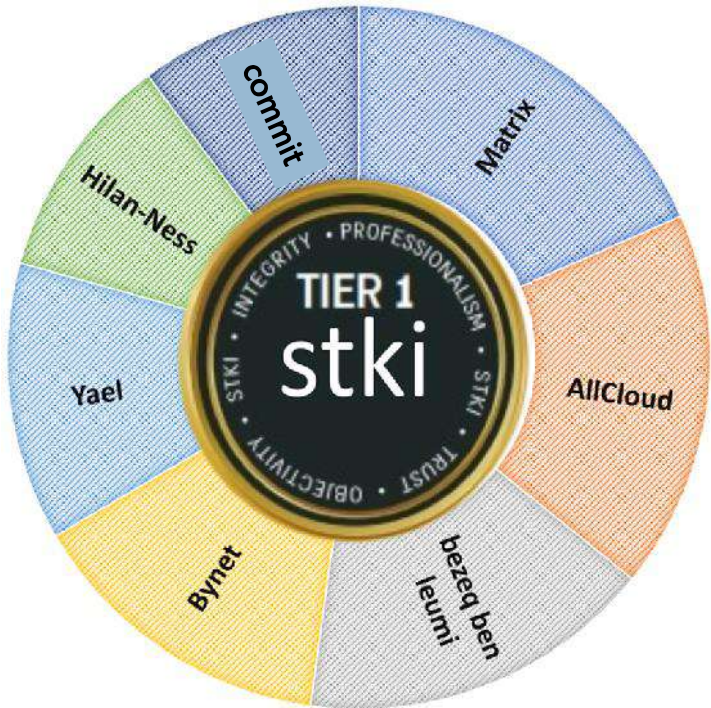 commit
Matrix
Hilan-Ness
AllCloud
Yael
Bynet
bezeq ben
leumi
TIER 1
stki
• PROFESSIONALISM • STKI • TRUST • OBJECTIVITY • STKI • INTEGRITY